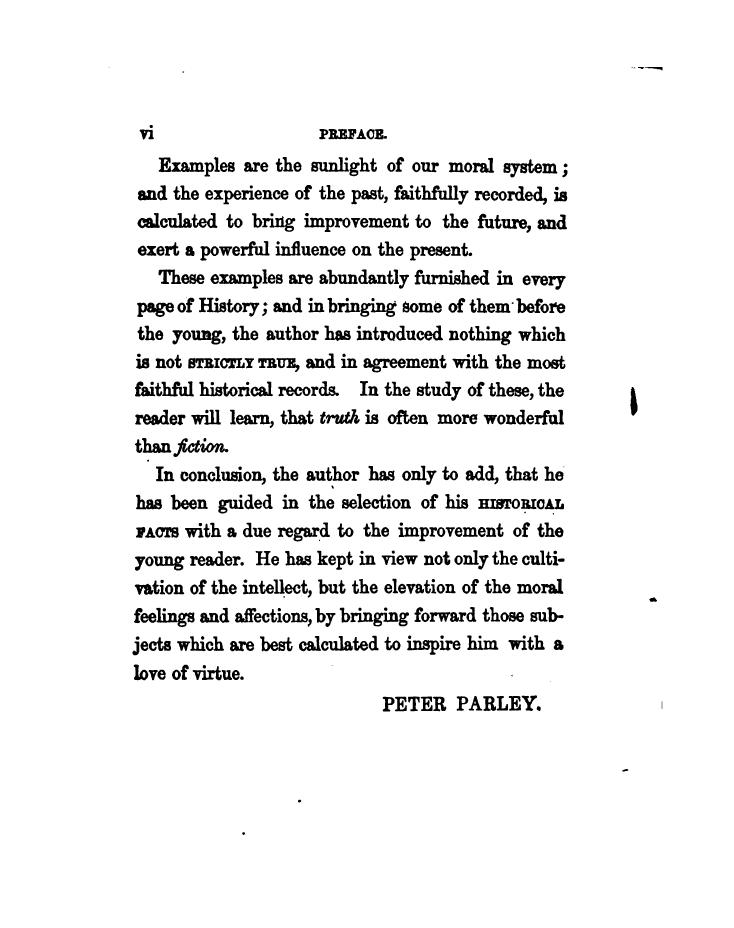 vi PREFACE.
Examples are the sunlight of our moral system;
and the experience of the past, faithfully recorded, is
calculated to bring improvement to the future, and
exert a powerful influence on the present.
These examples are abundantly furnished in every
page of History; and in bringing some of them before
the young, the author has introduced nothing which
is not STRICTLY TRUE, and in agreement with the most
faithful historical records. In the study of these, the
reader will learn, that truth is often more wonderful
than fiction.
In conclusion, the author has only to add, that he
has been guided in the selection of his HISTORICAL
FACTS with a due regard to the improvement of the
young reader. He has kept in view not only the culti-
vation of the intellect, but the elevation of the moral
feelings and affections, by bringing forward those sub-
jects which are best calculated to inspire him with a
love of virtue.
PETER PARLEY.